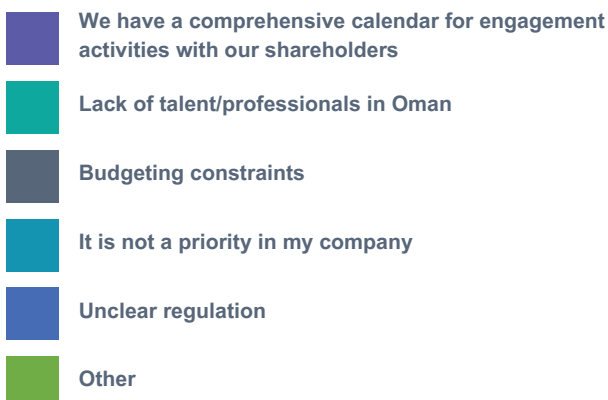 We have a comprehensive calendar for engagement
activities with our shareholders
Lack of talent/professionals in Oman
Budgeting constraints
It is not a priority in my company
Unclear regulation
Other